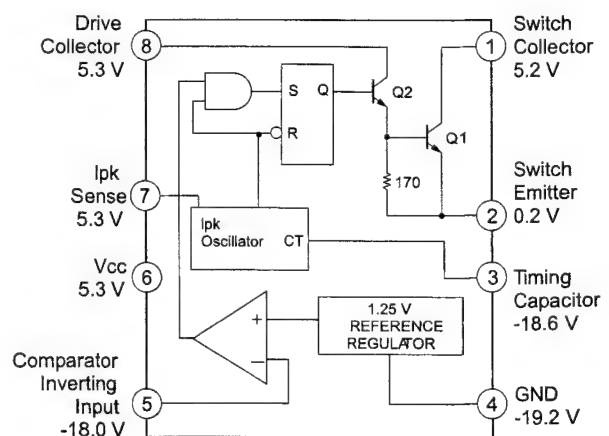 Drive
Collector
5.3 V
8
1
Switch
Collector
5.2 V
S
Q
R
Q2
Q1
170
Ipk
Sense
5.3 V
7
Switch
Emitter
0.2 V
2
Ipk
Oscillator
CT
Vcc
5.3 V
6
3
Timing
Capacitor
-18.6 V
+
−
1.25 V
REFERENCE
REGULATOR
Comparator
Inverting
Input
-18.0 V
5
4
GND
-19.2 V